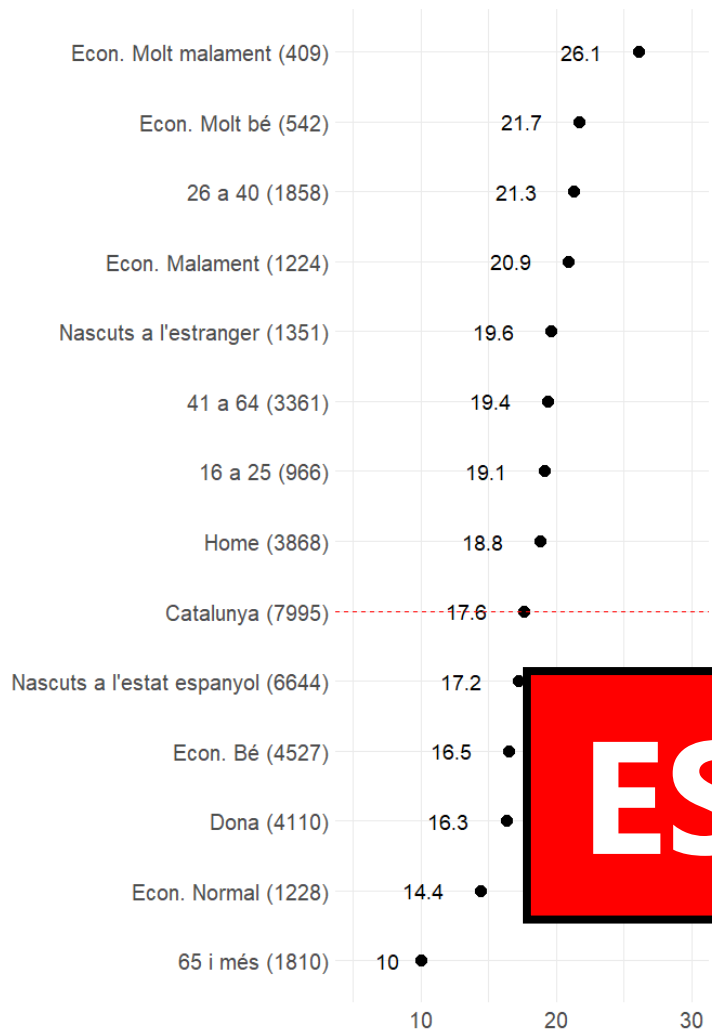 Econ. Molt malament (409) 26.1
Econ. Molt bé (542) 21.7
26 a 40 (1858) 21.3
Econ. Malament (1224) 20.9
Nascuts a l'estranger (1351) 19.6
41 a 64 (3361) 19.4
16 a 25 (966) 19.1
Home (3868) 18.8
Catalunya (7995) 17.6
Nascuts a l'estat espanyol (6644) 17.2
Econ. Bé (4527) 16.5
ES
Dona (4110) 16.3
Econ. Normal (1228) 14.4
65 i més (1810) 10
10 20 30